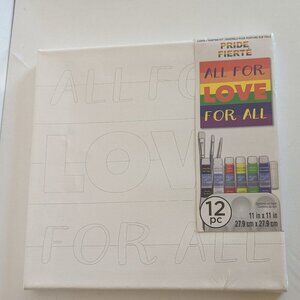 PRIDE
FIERTÉ
ALL FOR
LOVE
FOR ALL
ALL FOR
LOVE
FOR ALL
12
pc
11 in x 11 in
27.9 cm x 27.9 cm